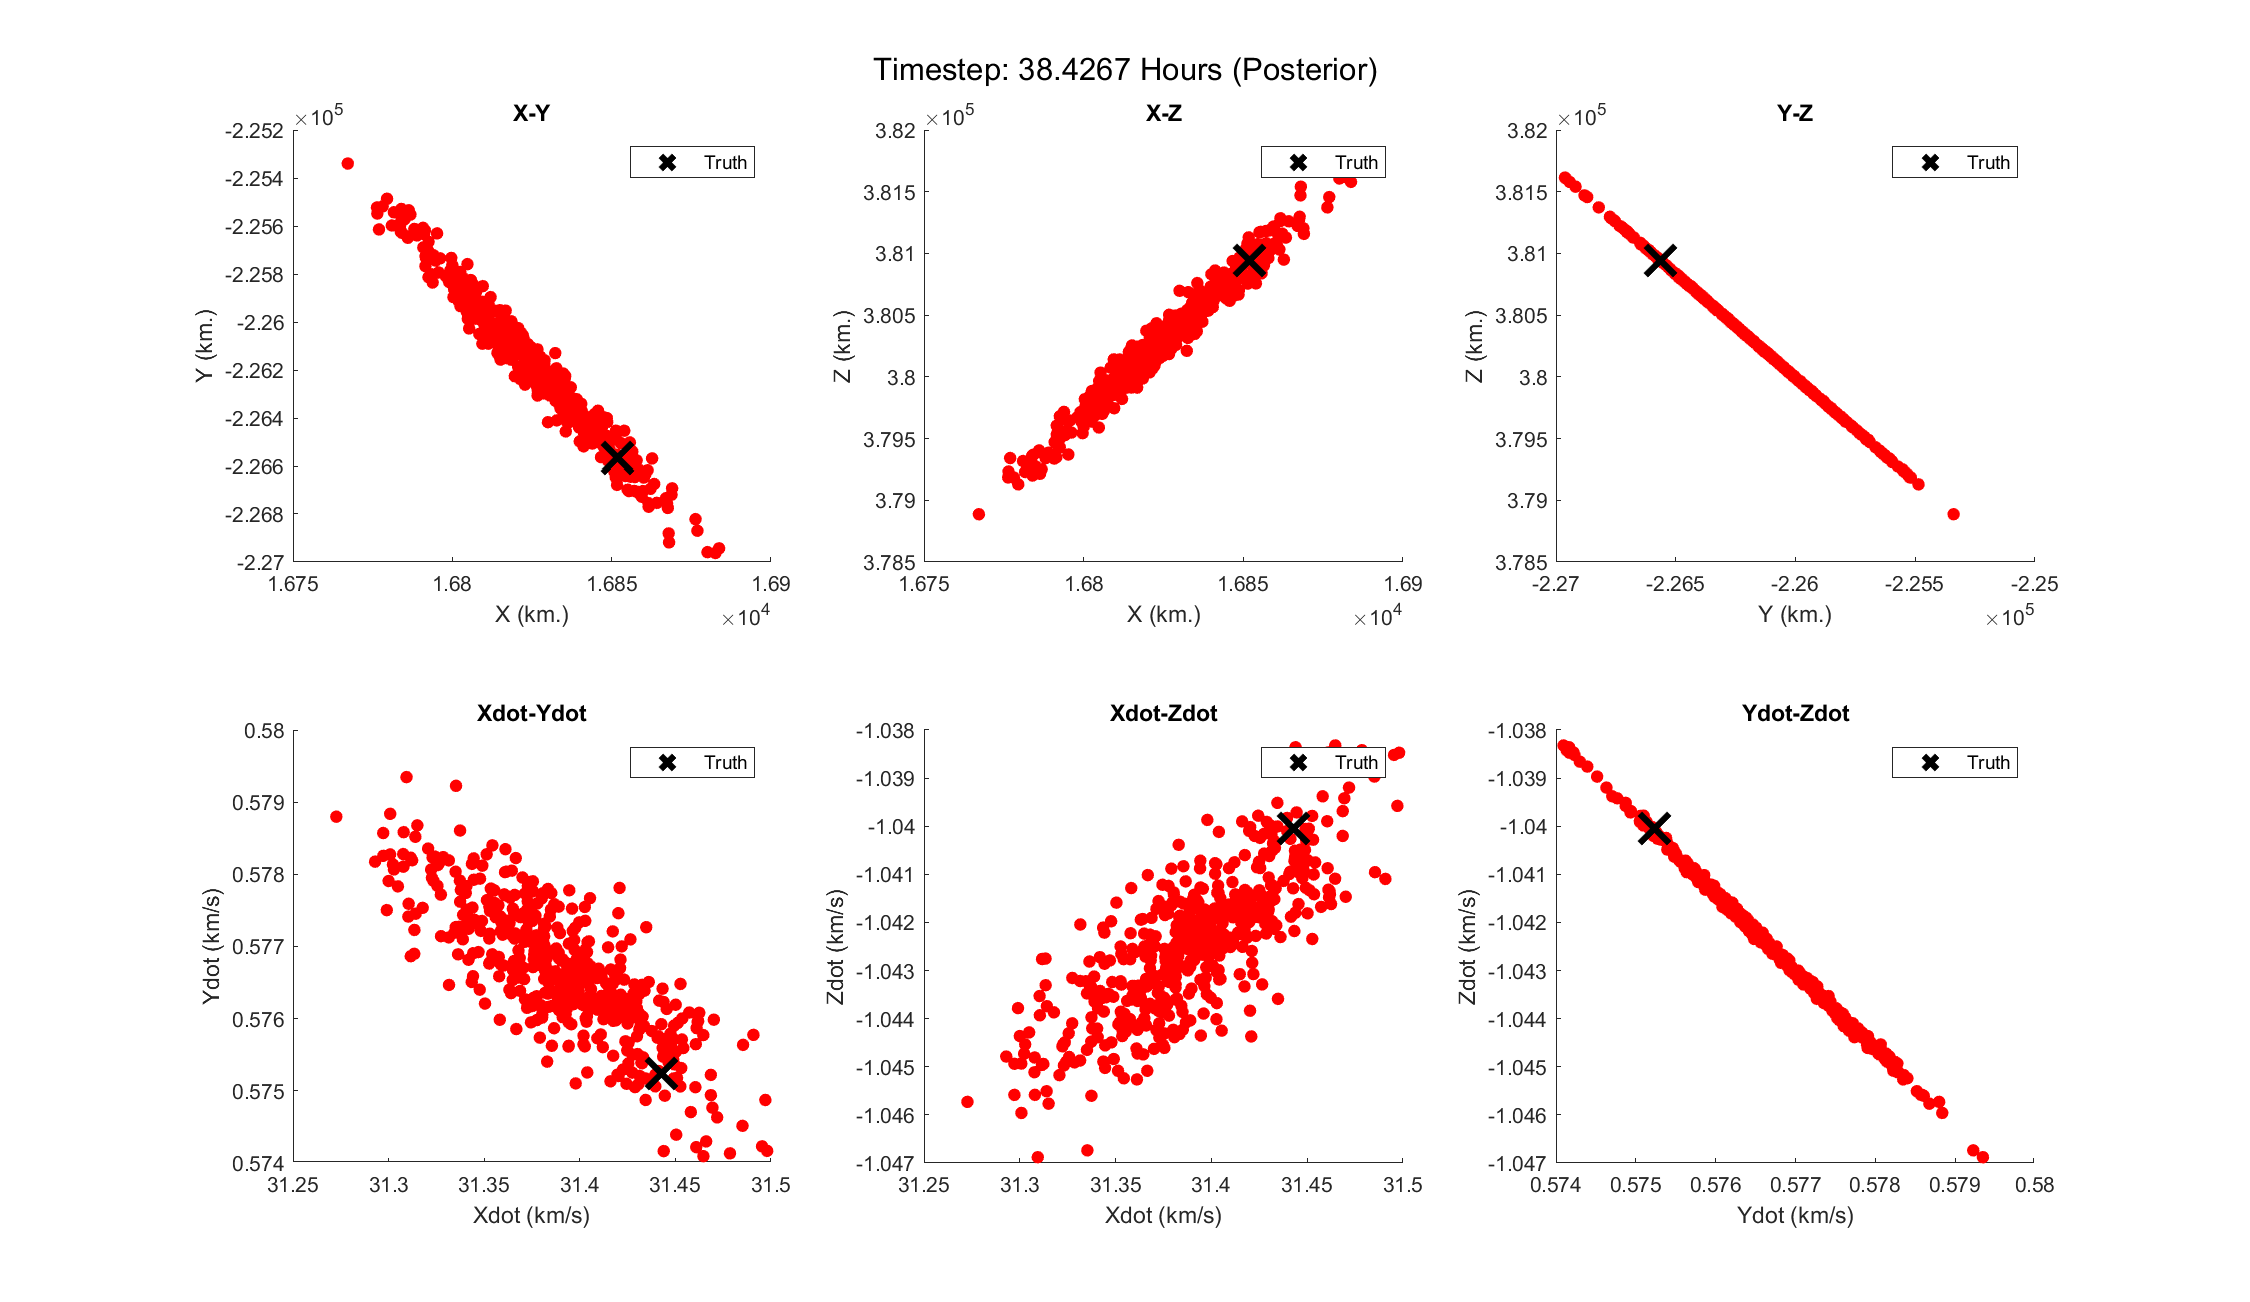 Timestep: 38.4267 Hours (Posterior)
X-Y
×10^5
-2.252
-2.254
-2.256
-2.258
-2.26
-2.262
-2.264
-2.266
-2.268
-2.27
Y (km.)
Truth
1.675 1.68 1.685 1.69
X (km.)
×10^4
X-Z
×10^5
3.82
3.815
3.81
3.805
3.8
3.795
3.79
3.785
Z (km.)
Truth
1.675 1.68 1.685 1.69
X (km.)
×10^4
Y-Z
×10^5
3.82
3.815
3.81
3.805
3.8
3.795
3.79
3.785
Z (km.)
Truth
-2.27 -2.265 -2.26 -2.255 -2.25
Y (km.)
×10^5
Xdot-Ydot
0.58
0.579
0.578
0.577
0.576
0.575
0.574
Ydot (km/s)
Truth
31.25 31.3 31.35 31.4 31.45 31.5
Xdot (km/s)
Xdot-Zdot
-1.038
-1.039
-1.04
-1.041
-1.042
-1.043
-1.044
-1.045
-1.046
-1.047
Zdot (km/s)
Truth
31.25 31.3 31.35 31.4 31.45 31.5
Xdot (km/s)
Ydot-Zdot
-1.038
-1.039
-1.04
-1.041
-1.042
-1.043
-1.044
-1.045
-1.046
-1.047
Zdot (km/s)
Truth
0.574 0.575 0.576 0.577 0.578 0.579 0.58
Ydot (km/s)